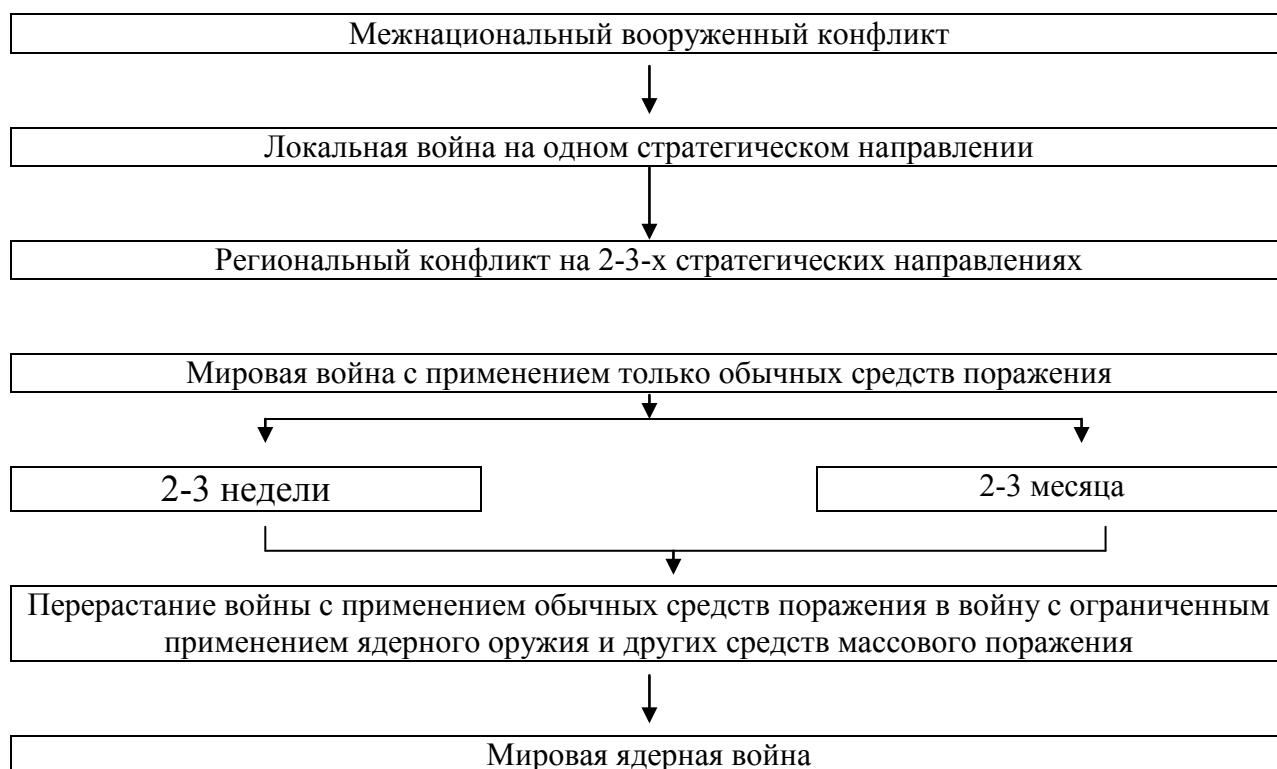 Межнациональный вооруженный конфликт
Локальная война на одном стратегическом направлении
Региональный конфликт на 2-3-х стратегических направлениях
Мировая война с применением только обычных средств поражения
2-3 недели
2-3 месяца
Перерастание войны с применением обычных средств поражения в войну с ограниченным
применением ядерного оружия и других средств массового поражения
Мировая ядерная война